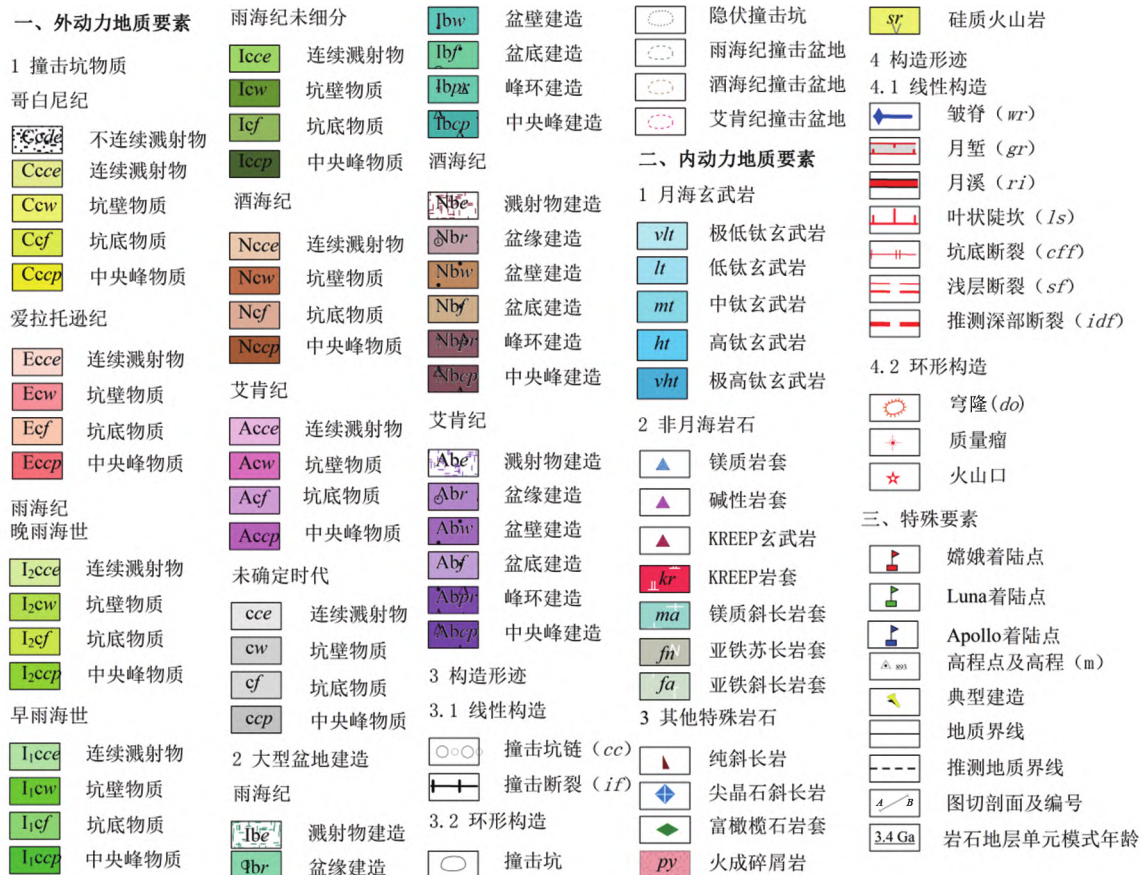 一、外动力地质要素
1 撞击坑物质
哥白尼纪
Ccde 不连续溅射物
Ccce 连续溅射物
Ccw 坑壁物质
Ccf 坑底物质
Cccp 中央峰物质
爱拉托逊纪
Ecce 连续溅射物
Ecw 坑壁物质
Ecf 坑底物质
Eccp 中央峰物质
雨海纪
晚雨海世
I₂cce 连续溅射物
I₂cw 坑壁物质
I₂cf 坑底物质
I₂ccp 中央峰物质
早雨海世
I₁cce 连续溅射物
I₁cw 坑壁物质
I₁cf 坑底物质
I₁ccp 中央峰物质
雨海纪未细分
Icce 连续溅射物
Icw 坑壁物质
Icf 坑底物质
Iccp 中央峰物质
酒海纪
Ncce 连续溅射物
Ncw 坑壁物质
Ncf 坑底物质
Nccp 中央峰物质
艾肯纪
Acce 连续溅射物
Acw 坑壁物质
Acf 坑底物质
Accp 中央峰物质
未确定时代
cce 连续溅射物
cw 坑壁物质
cf 坑底物质
ccp 中央峰物质
2 大型盆地建造
雨海纪
Ibe 溅射物建造
Ibr 盆缘建造
Ibw 盆壁建造
Ibf 盆底建造
Ibpr 峰环建造
Ibcp 中央峰建造
酒海纪
Nbe 溅射物建造
Nbr 盆缘建造
Nbw 盆壁建造
Nbf 盆底建造
Nbpr 峰环建造
Nbcp 中央峰建造
艾肯纪
Abe 溅射物建造
Abr 盆缘建造
Abw 盆壁建造
Abf 盆底建造
Abpr 峰环建造
Abcp 中央峰建造
3 构造形迹
3.1 线性构造
撞击坑链（cc）
撞击断裂（if）
3.2 环形构造
撞击坑
隐伏撞击坑
雨海纪撞击盆地
酒海纪撞击盆地
艾肯纪撞击盆地
二、内动力地质要素
1 月海玄武岩
vlt 极低钛玄武岩
lt 低钛玄武岩
mt 中钛玄武岩
ht 高钛玄武岩
vht 极高钛玄武岩
2 非月海岩石
镁质岩套
碱性岩套
KREEP玄武岩
kr KREEP岩套
ma 镁质斜长岩套
fn 亚铁苏长岩套
fa 亚铁斜长岩套
3 其他特殊岩石
纯斜长岩
尖晶石斜长岩
富橄榄石岩套
py 火成碎屑岩
sr 硅质火山岩
4 构造形迹
4.1 线性构造
皱脊（wr）
月堑（gr）
月溪（ri）
叶状陡坎（ls）
坑底断裂（cff）
浅层断裂（sf）
推测深部断裂（idf）
4.2 环形构造
穹隆(do)
质量瘤
火山口
三、特殊要素
嫦娥着陆点
Luna着陆点
Apollo着陆点
893 高程点及高程（m）
典型建造
地质界线
推测地质界线
A B 图切剖面及编号
3.4 Ga 岩石地层单元模式年龄